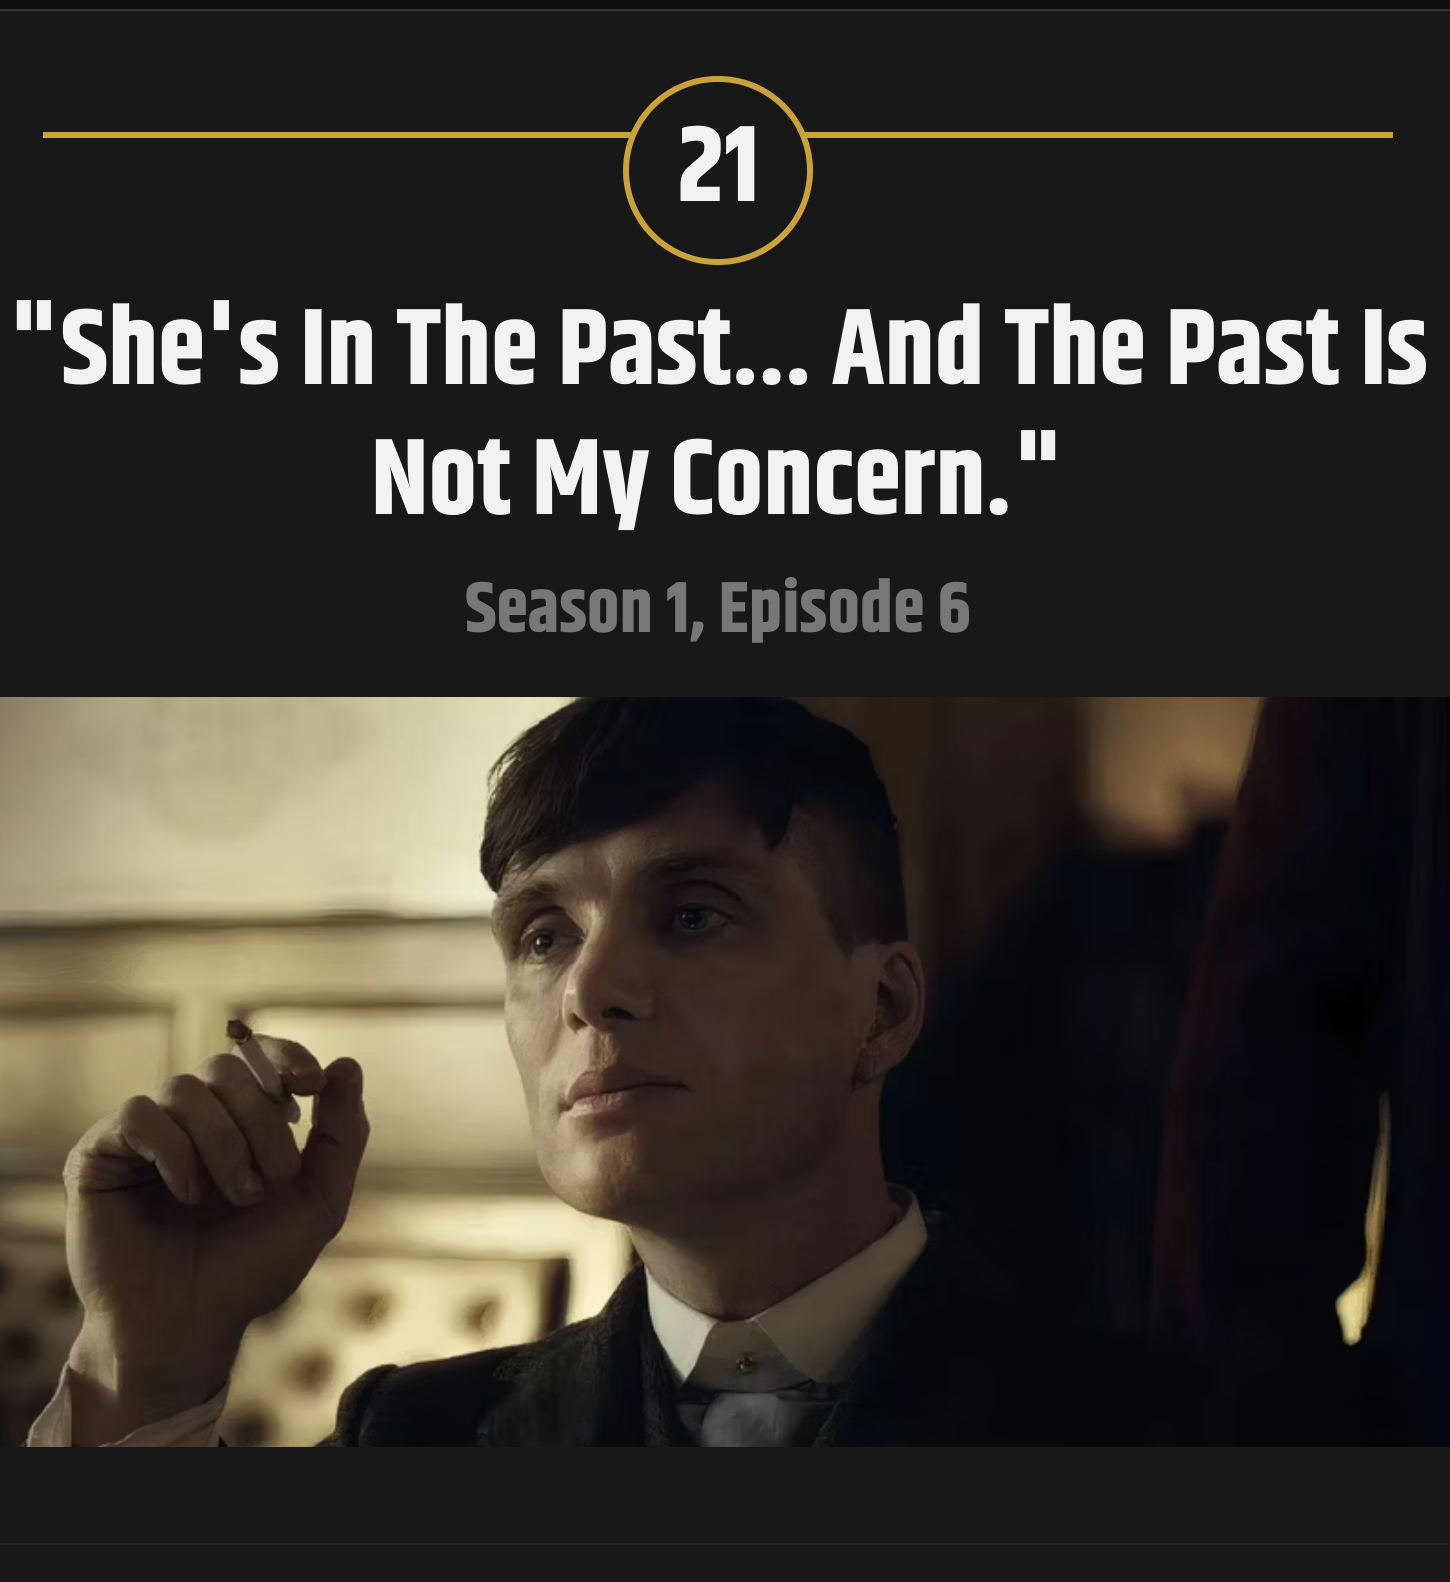 21
"She's In The Past... And The Past Is
Not My Concern."
Season 1, Episode 6